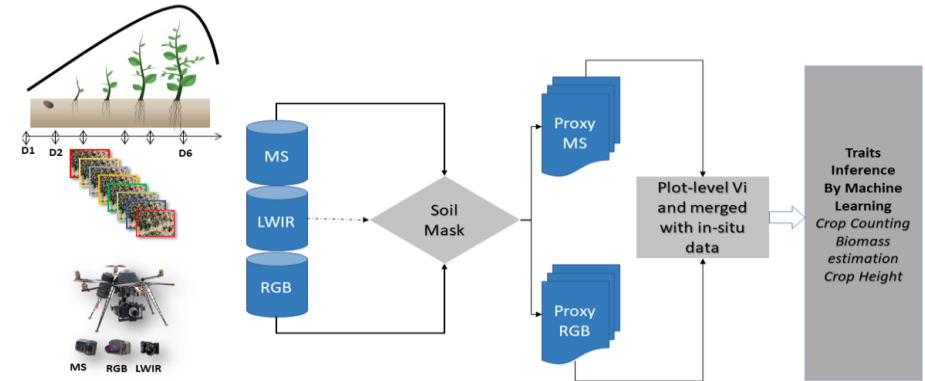 D1 D2 D6
MS RGB LWIR
MS
LWIR
RGB
Soil
Mask
Proxy
MS
Proxy
RGB
Plot-level Vi
and merged
with in-situ
data
Traits
Inference
By Machine
Learning
Crop Counting
Biomass
estimation
Crop Height